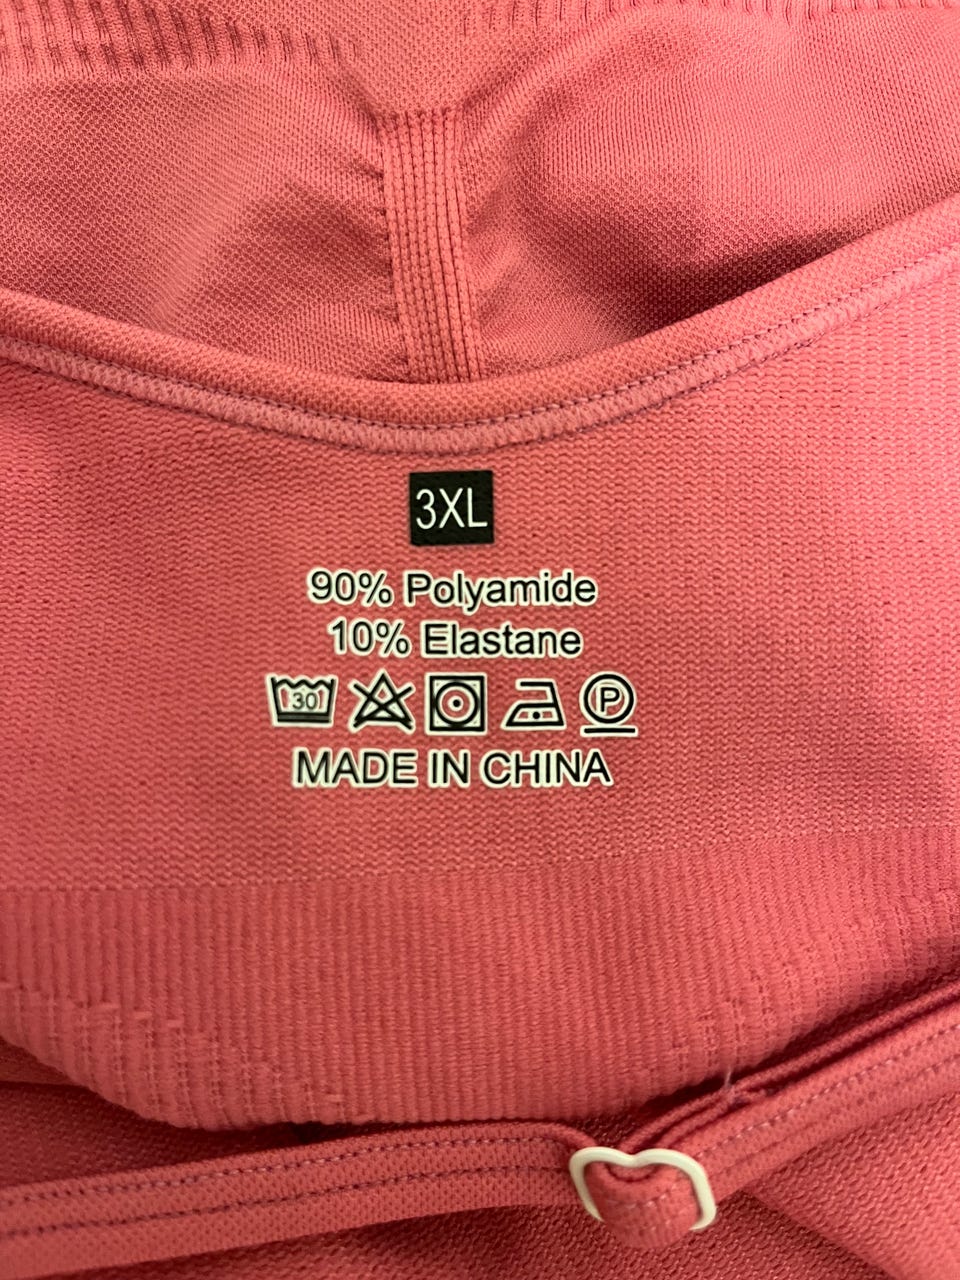 3XL
90% Polyamide
10% Elastane
30 P
MADE IN CHINA